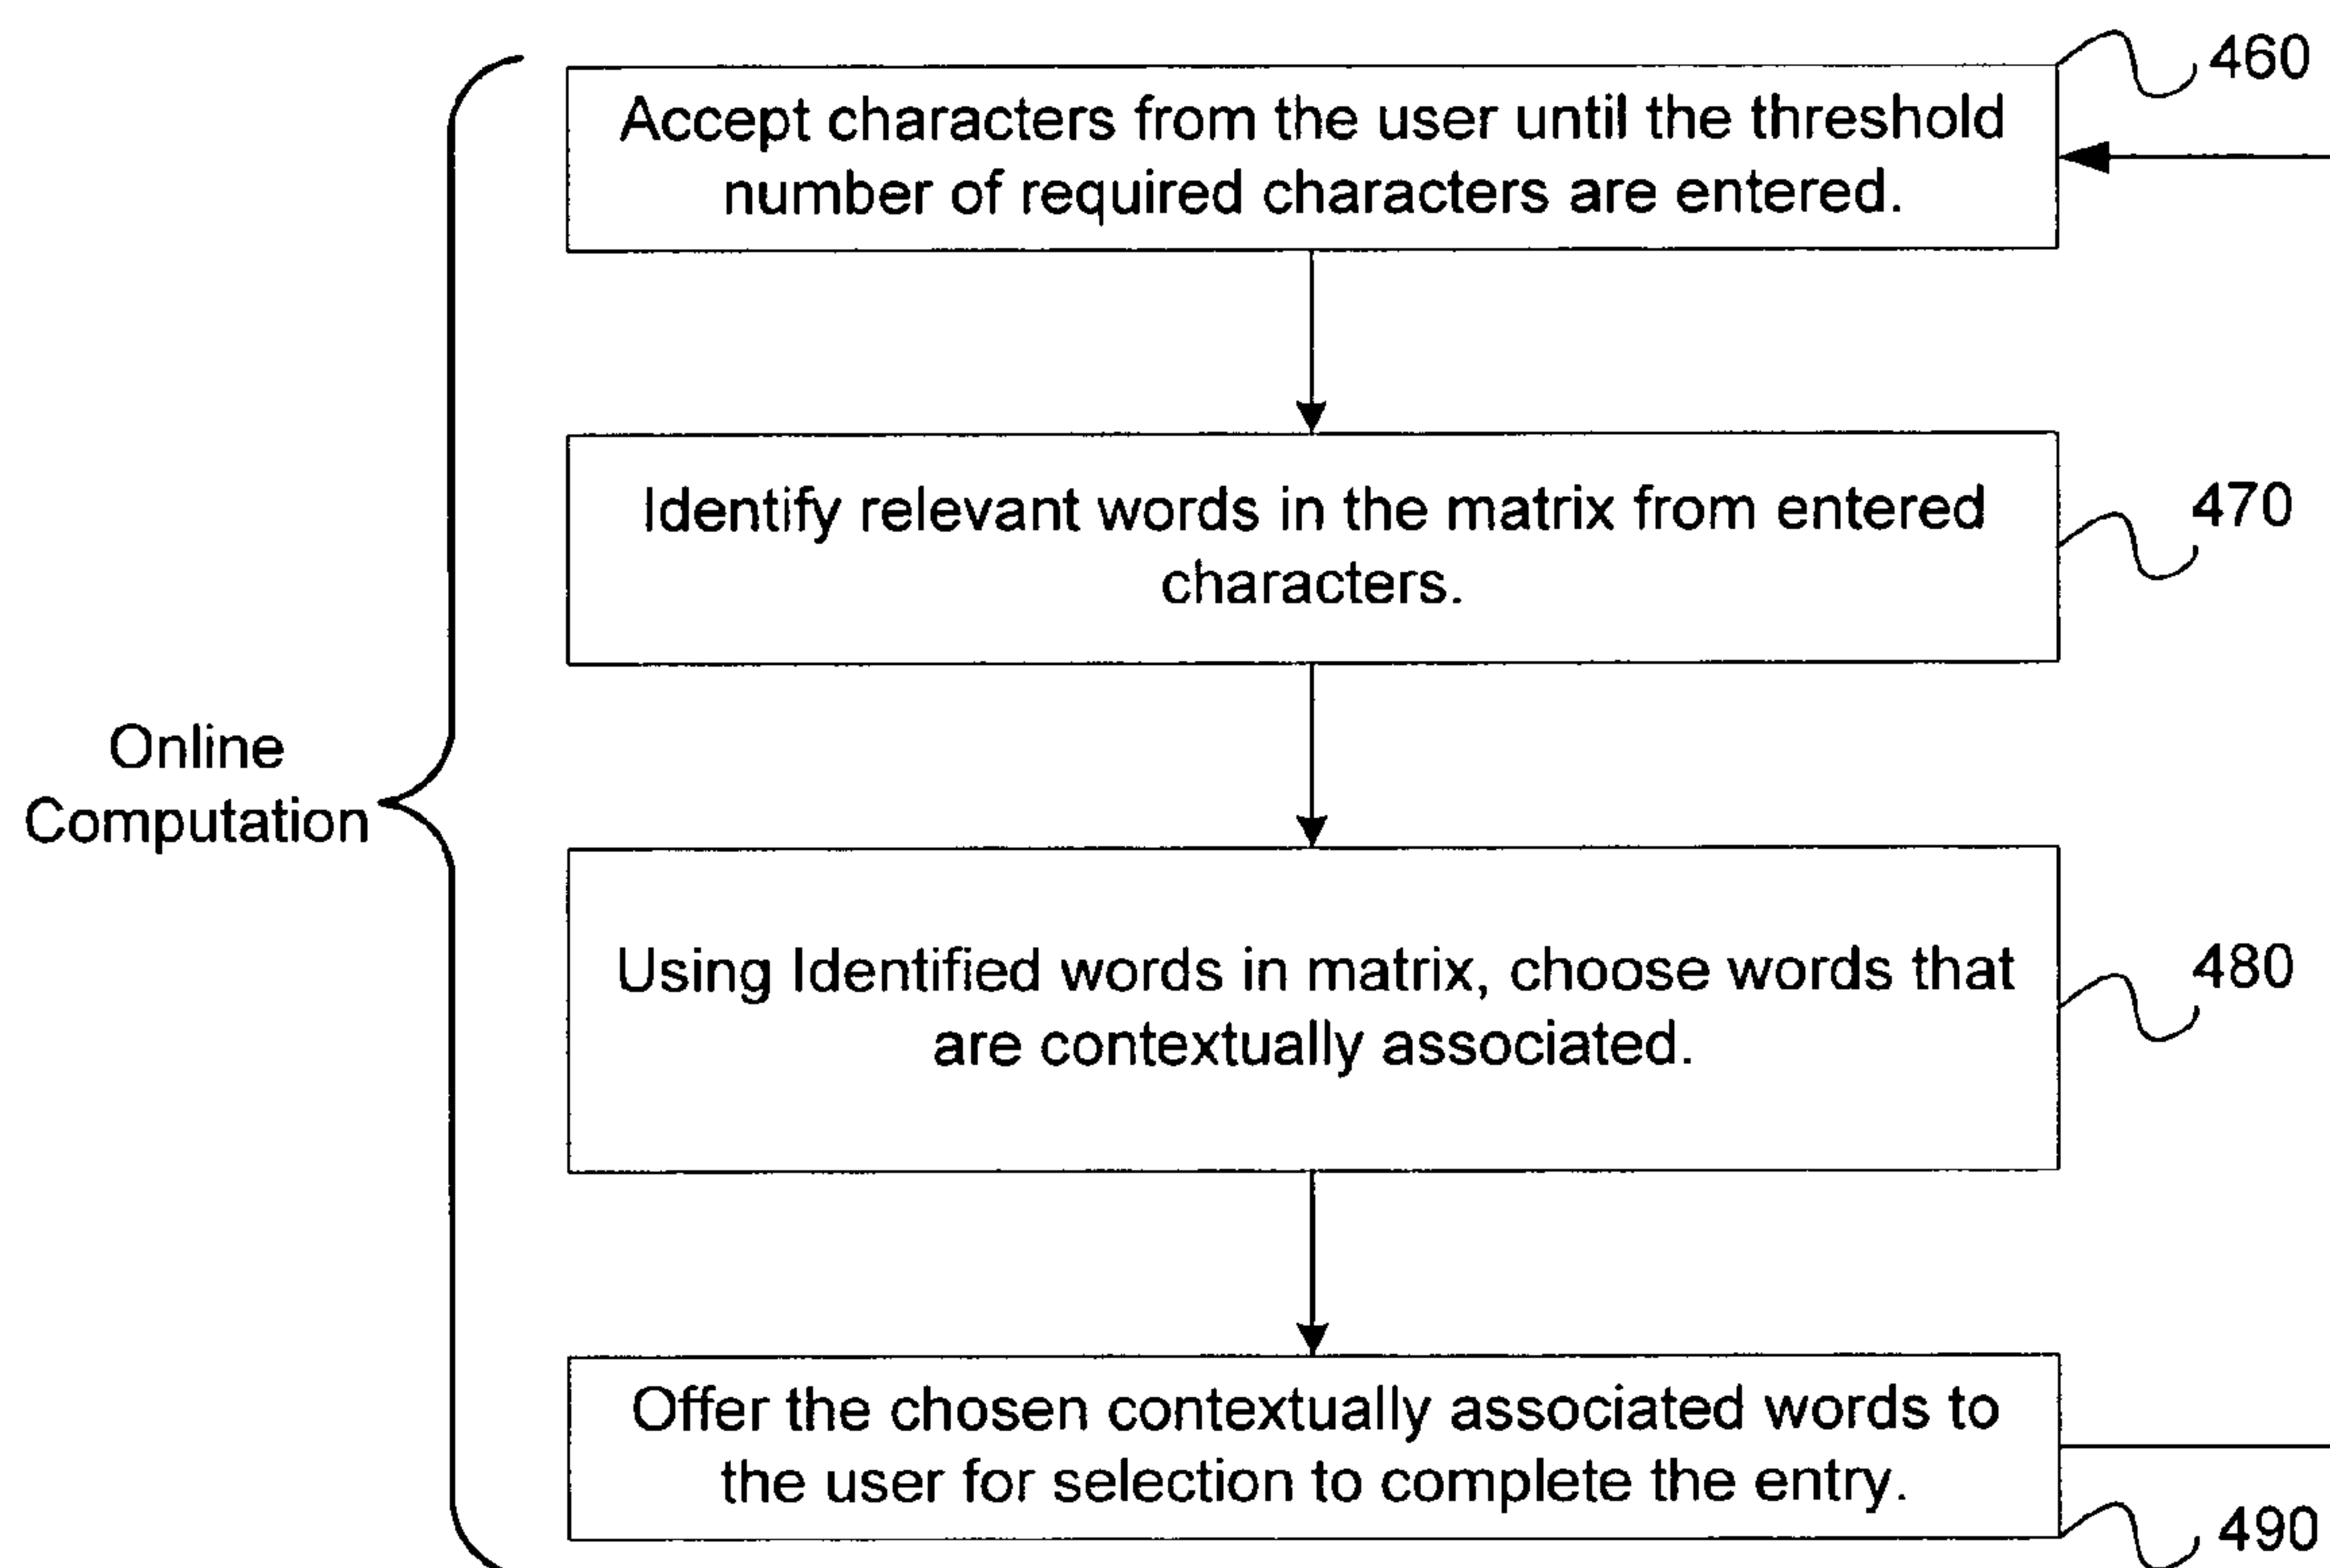 460
Accept characters from the user until the threshold
number of required characters are entered.
470
Identify relevant words in the matrix from entered
characters.
Online
Computation
480
Using Identified words in matrix, choose words that
are contextually associated.
Offer the chosen contextually associated words to
the user for selection to complete the entry.
490